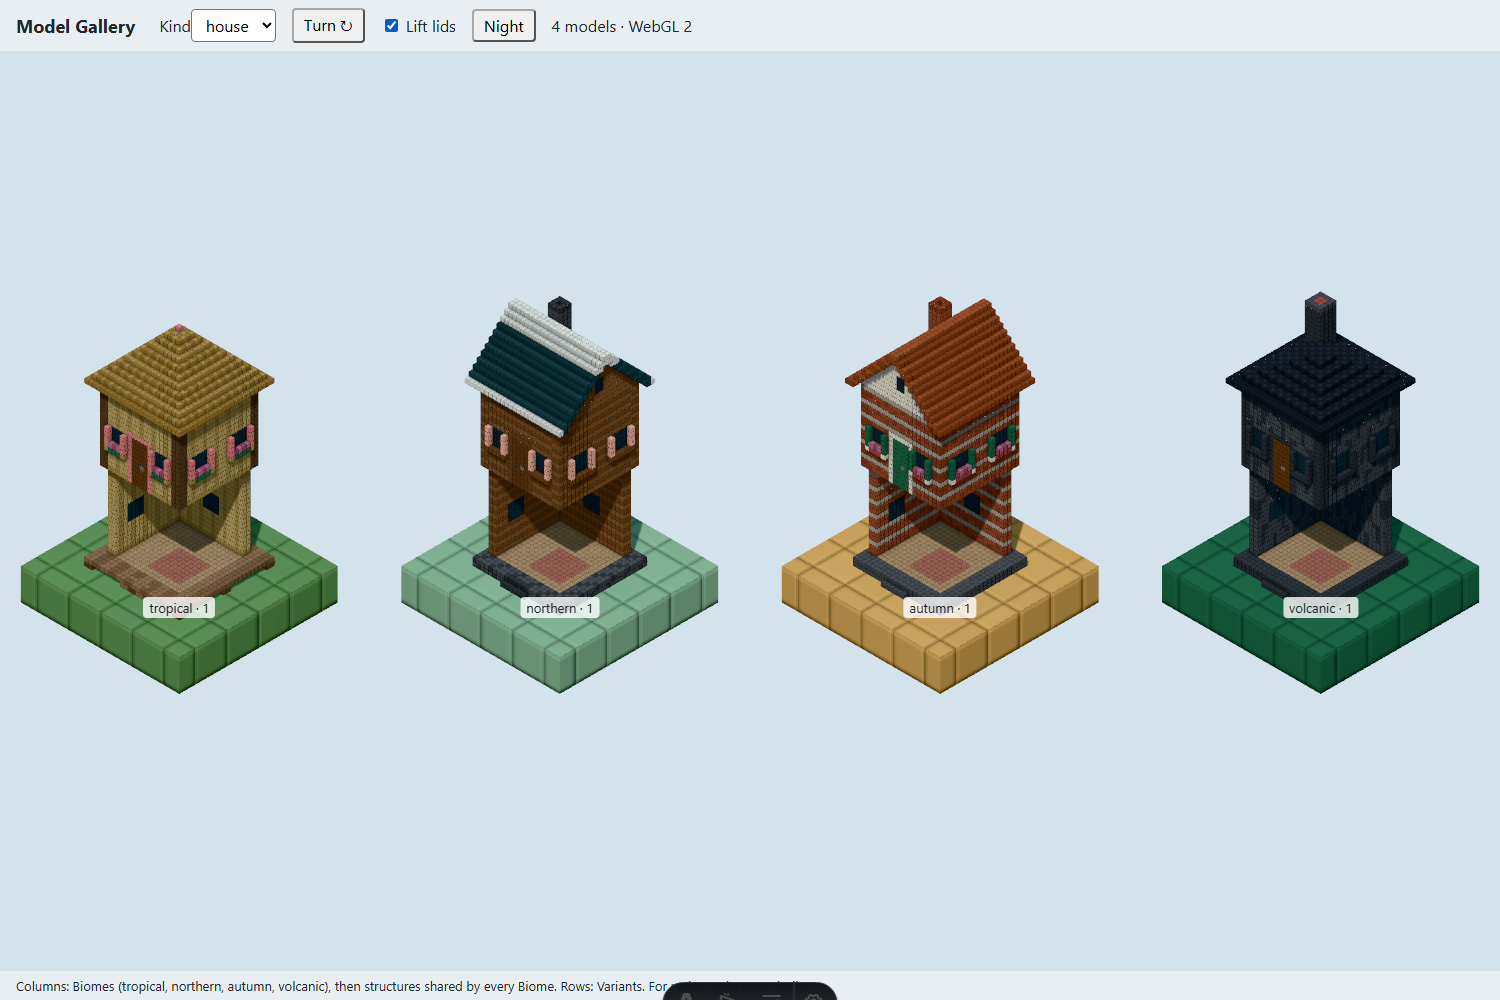 Model Gallery Kind house Turn ↻ Lift lids Night 4 models · WebGL 2
tropical · 1
northern · 1
autumn · 1
volcanic · 1
Columns: Biomes (tropical, northern, autumn, volcanic), then structures shared by every Biome. Rows: Variants. For